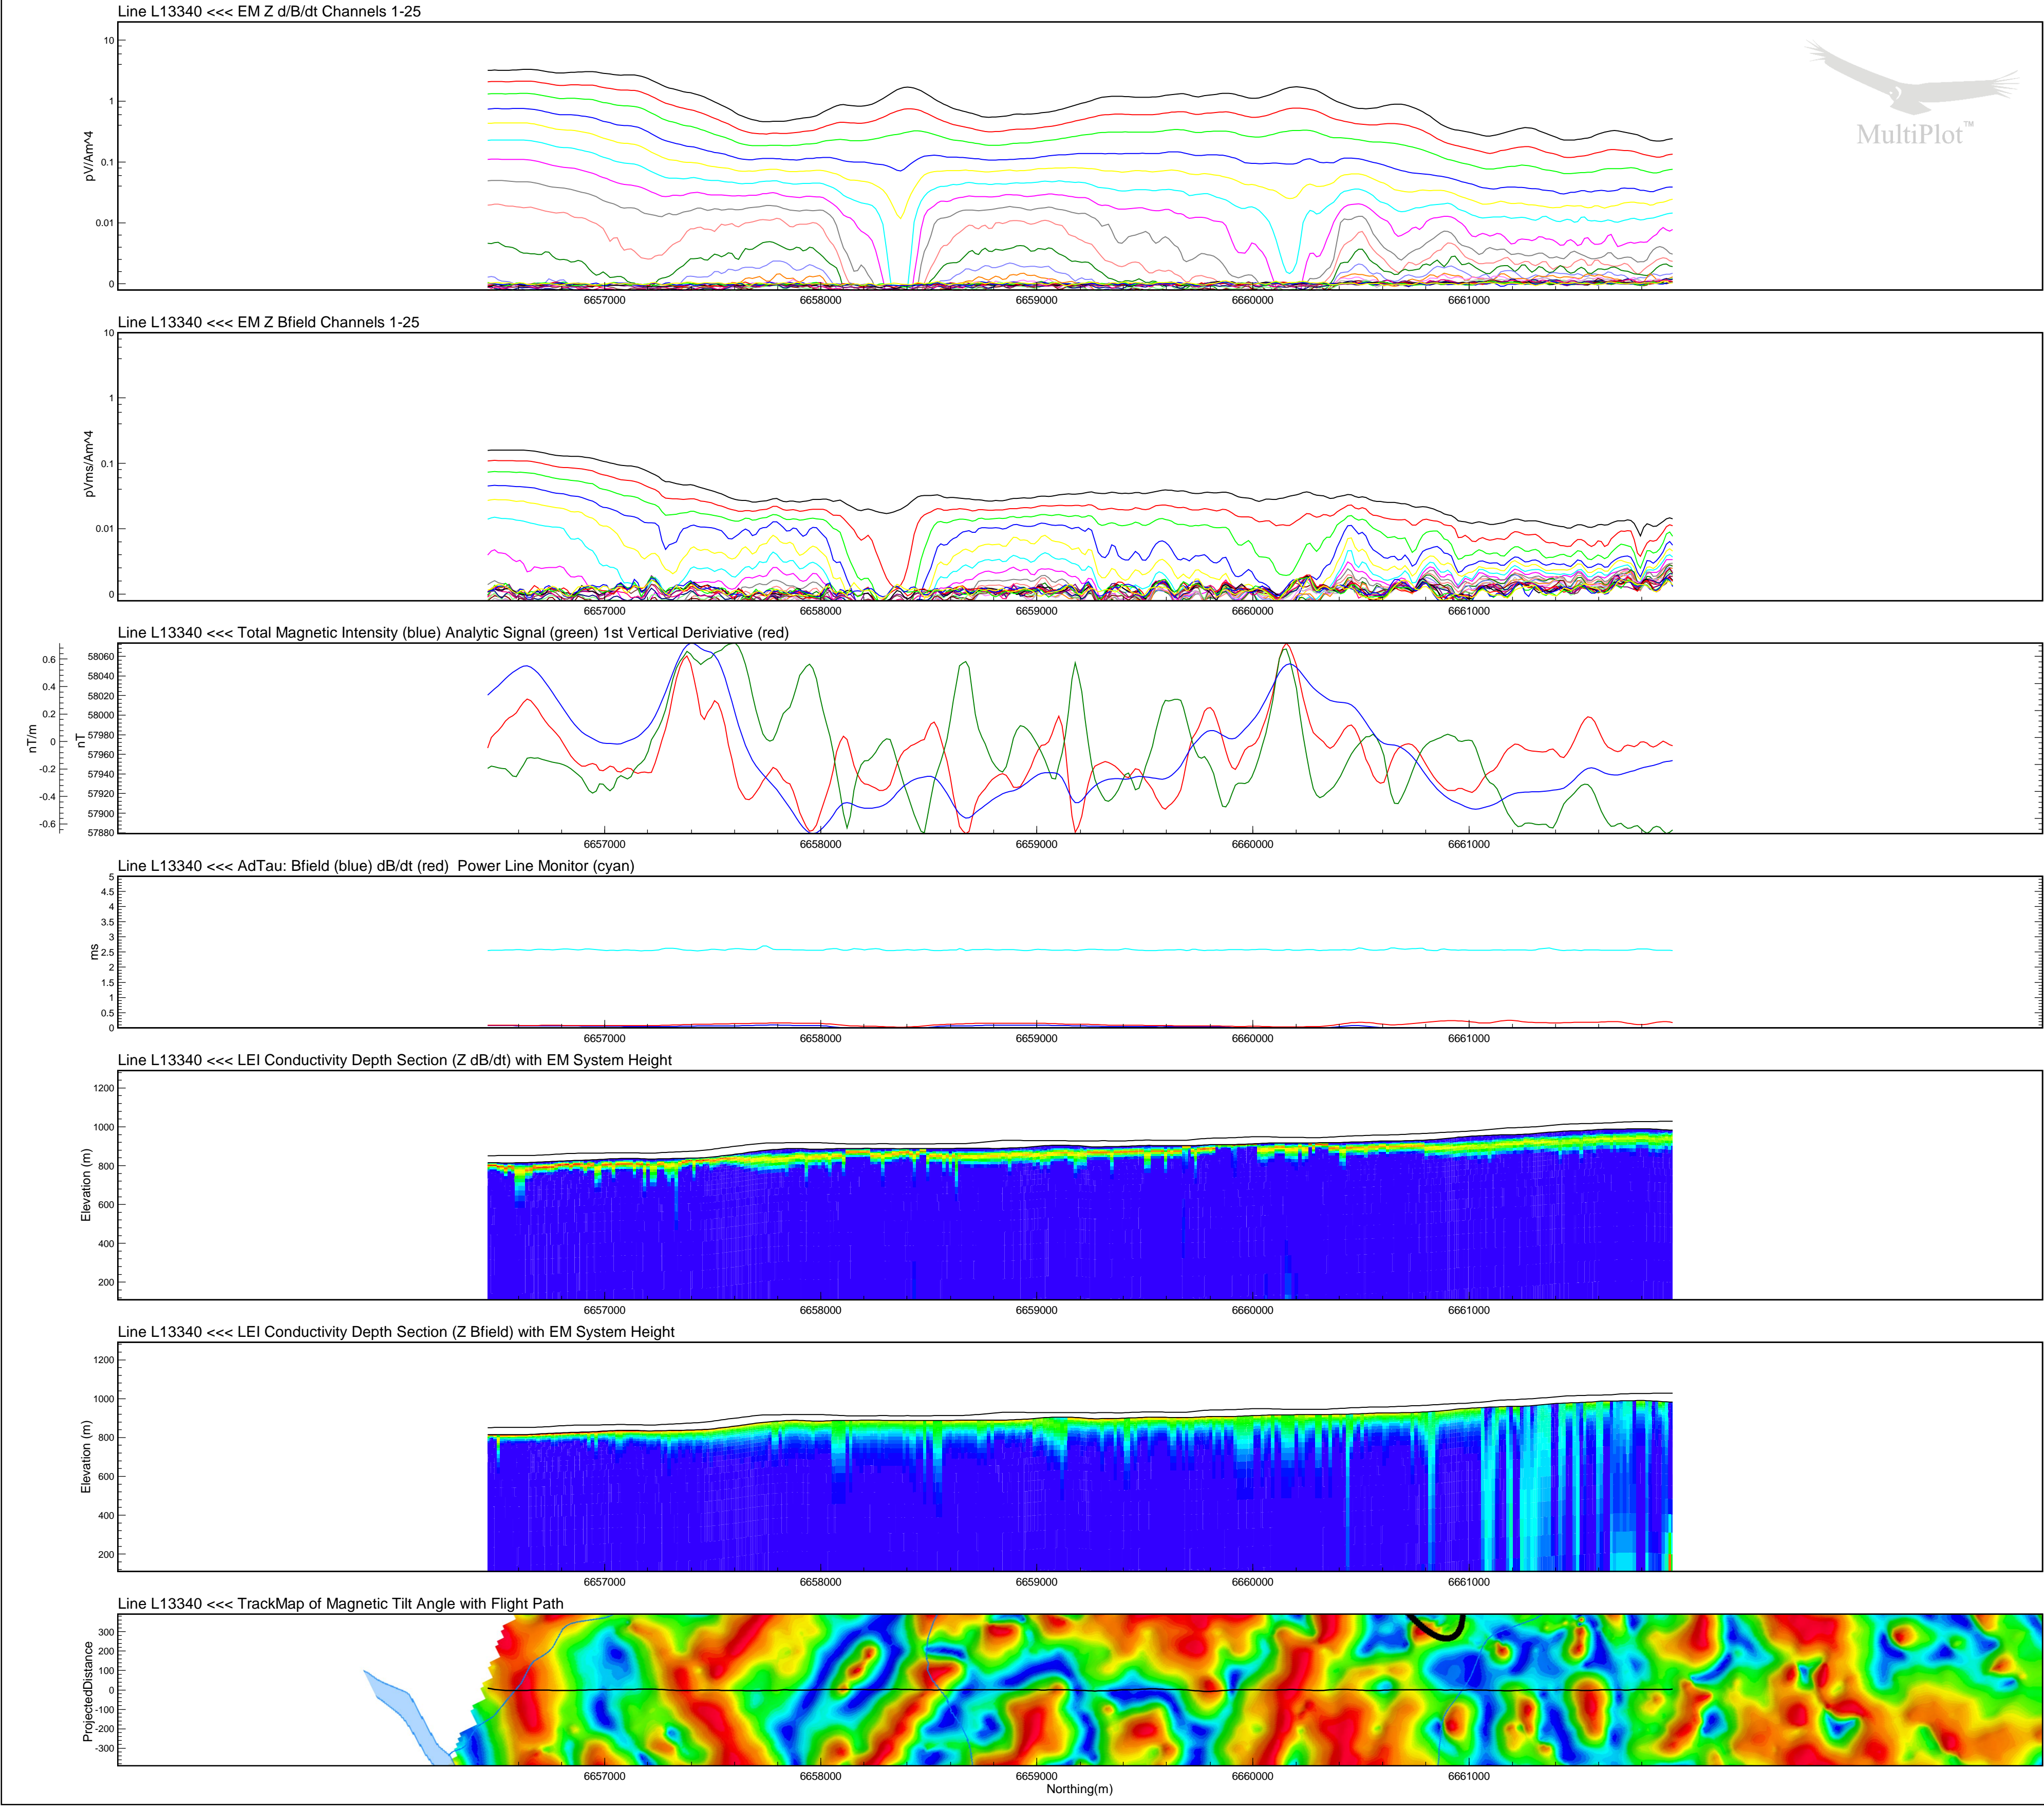 Line L13340 <<< EM Z d/B/dt Channels 1-25
10
1
0.1
0.01
0
pV/Am^4
MultiPlot™
6657000 6658000 6659000 6660000 6661000
Line L13340 <<< EM Z Bfield Channels 1-25
10
1
0.1
0.01
0
pVms/Am^4
6657000 6658000 6659000 6660000 6661000
Line L13340 <<< Total Magnetic Intensity (blue) Analytic Signal (green) 1st Vertical Deriviative (red)
0.6
0.4
0.2
0
-0.2
-0.4
-0.6
nT/m
58060
58040
58020
58000
57980
57960
57940
57920
57900
57880
nT
6657000 6658000 6659000 6660000 6661000
Line L13340 <<< AdTau: Bfield (blue) dB/dt (red) Power Line Monitor (cyan)
5
4.5
4
3.5
3
2.5
2
1.5
1
0.5
0
ms
6657000 6658000 6659000 6660000 6661000
Line L13340 <<< LEI Conductivity Depth Section (Z dB/dt) with EM System Height
1200
1000
800
600
400
200
Elevation (m)
6657000 6658000 6659000 6660000 6661000
Line L13340 <<< LEI Conductivity Depth Section (Z Bfield) with EM System Height
1200
1000
800
600
400
200
Elevation (m)
6657000 6658000 6659000 6660000 6661000
Line L13340 <<< TrackMap of Magnetic Tilt Angle with Flight Path
300
200
100
0
-100
-200
-300
ProjectedDistance
6657000 6658000 6659000 6660000 6661000
Northing(m)